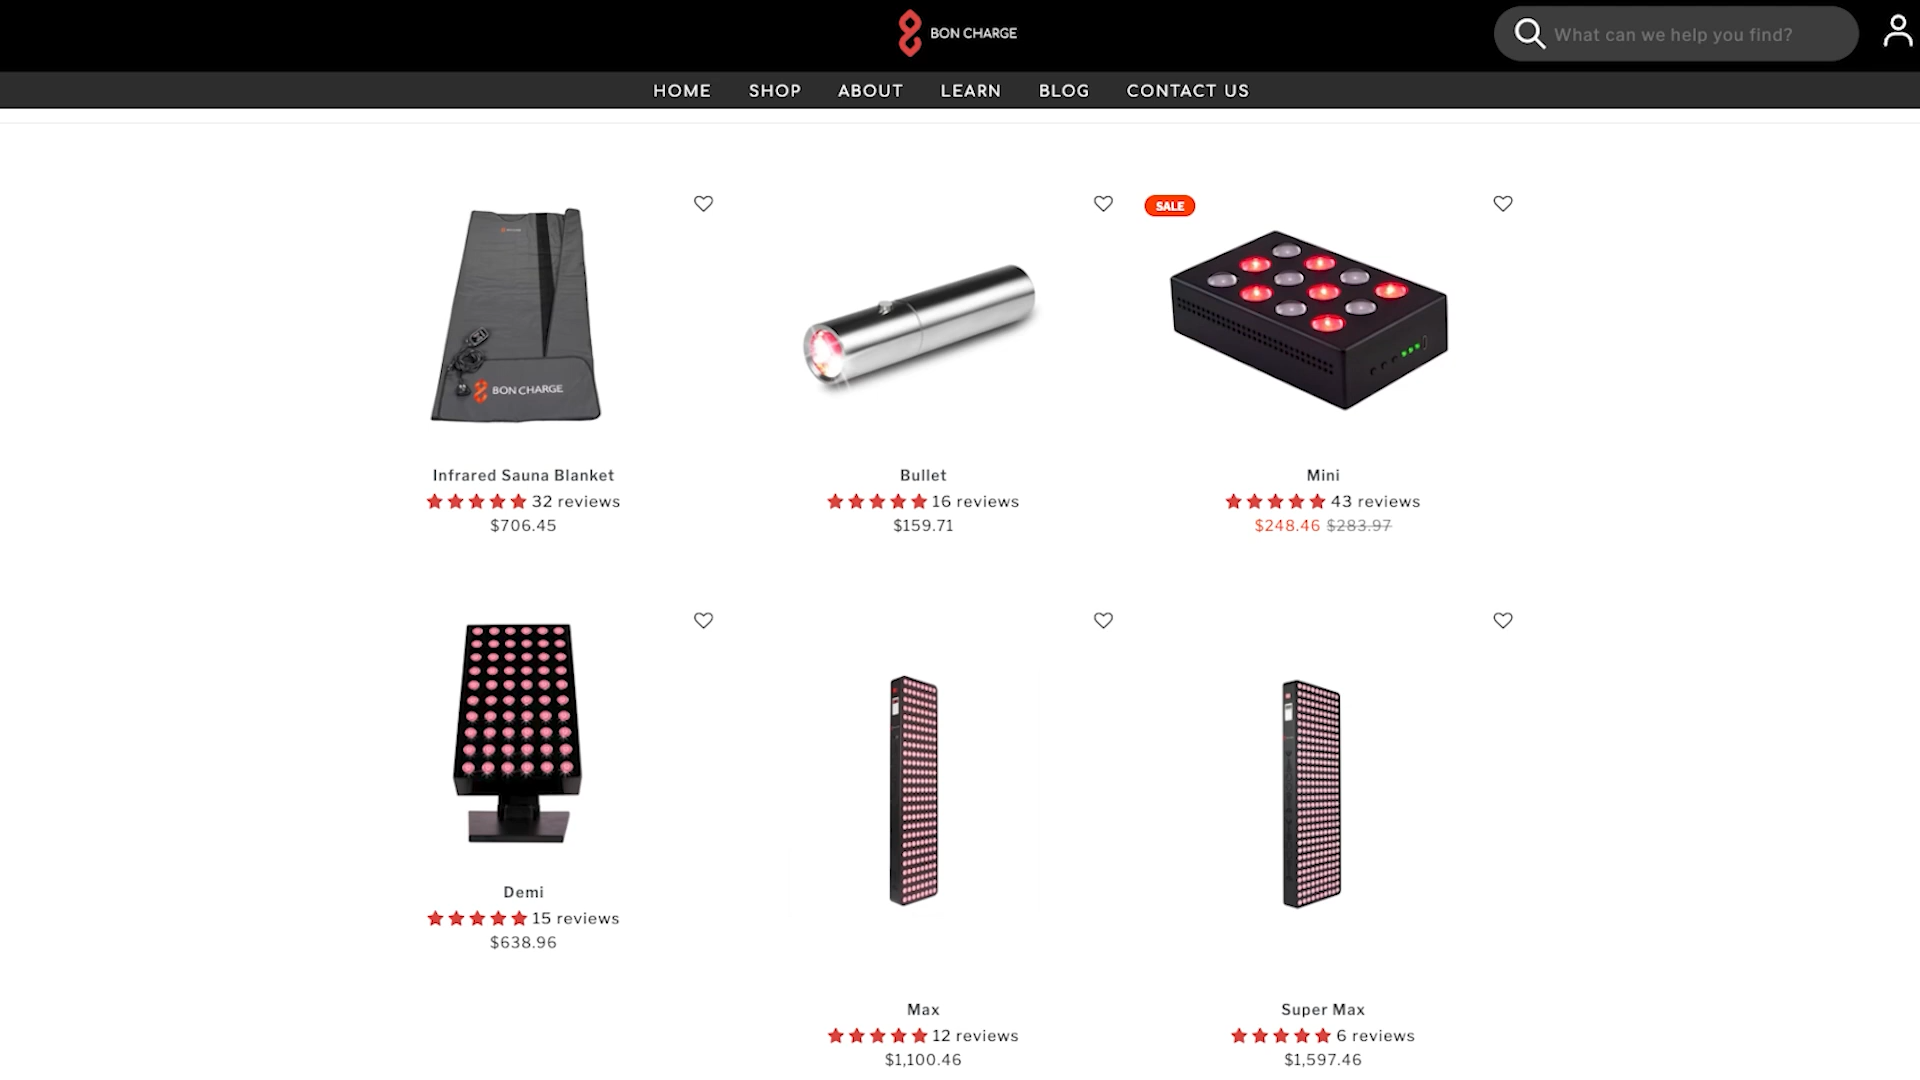 BON CHARGE
What can we help you find?
HOME SHOP ABOUT LEARN BLOG CONTACT US
SALE
BON CHARGE
Infrared Sauna Blanket
32 reviews
$706.45
Bullet
16 reviews
$159.71
Mini
43 reviews
$248.46 $283.97
Demi
15 reviews
$638.96
Max
12 reviews
$1,100.46
Super Max
6 reviews
$1,597.46